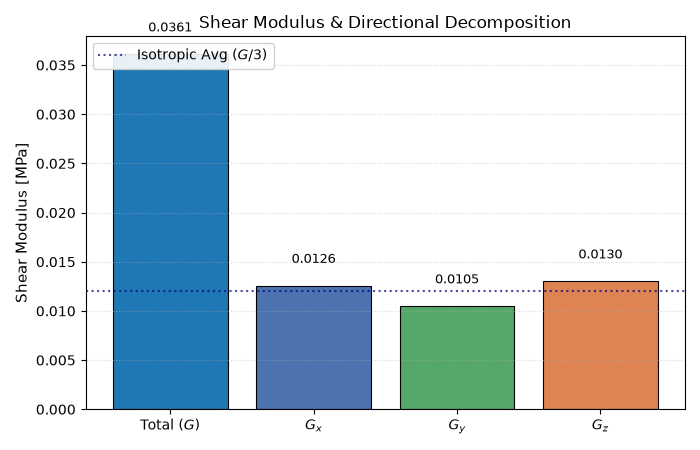 Shear Modulus & Directional Decomposition
0.0361
Isotropic Avg (G/3)
Shear Modulus [MPa]
0.035
0.030
0.025
0.020
0.015
0.010
0.005
0.000
0.0126
0.0105
0.0130
Total (G)
Gx
Gy
Gz